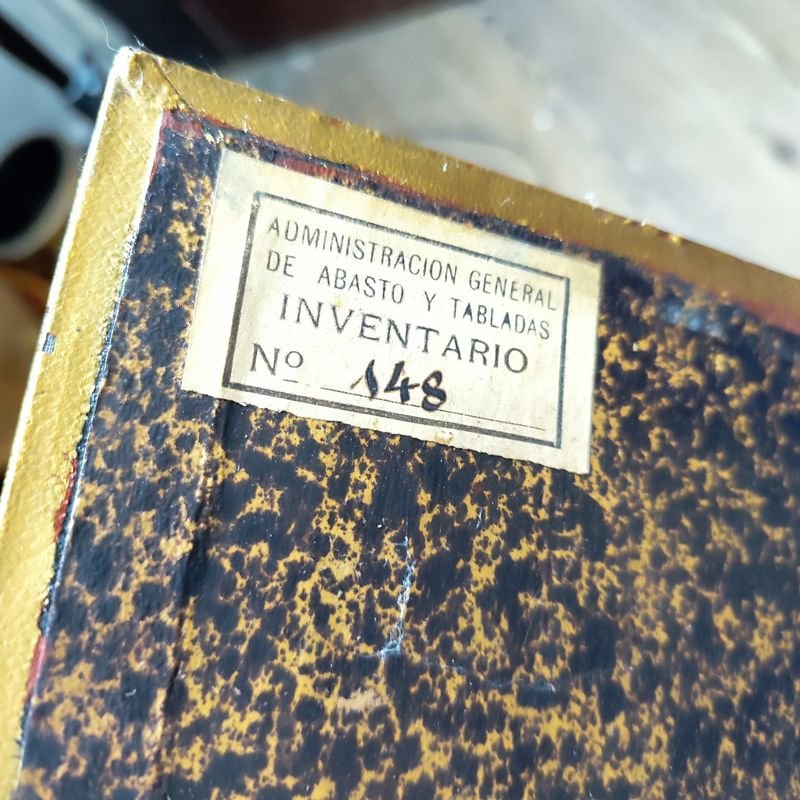 ADMINISTRACION GENERAL
DE ABASTO Y TABLADAS
INVENTARIO
Nº 148